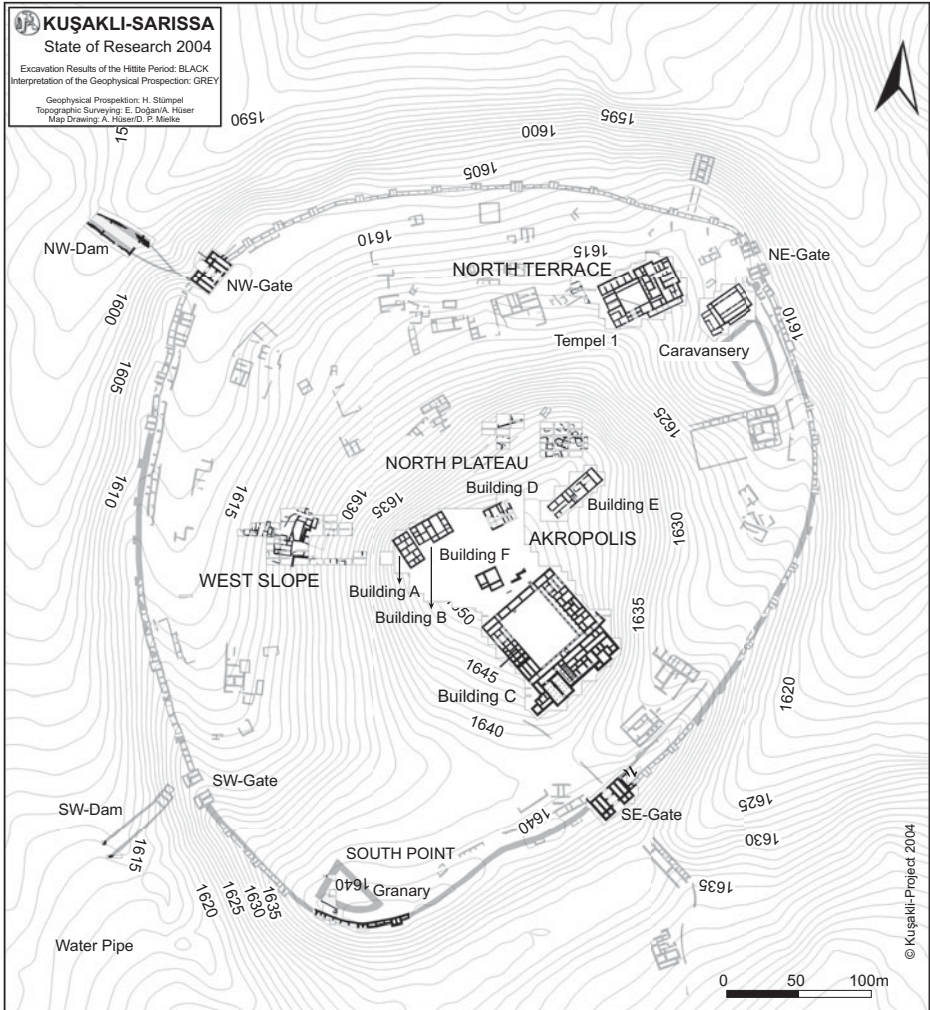 KUŞAKLI-SARISSA
State of Research 2004
Excavation Results of the Hittite Period: BLACK
Interpretation of the Geophysical Prospection: GREY
Geophysical Prospektion: H. Stümpel
Topographic Surveying: E. Doğan/A. Hüser
Map Drawing: A. Hüser/D. P. Mielke
1590
1595
1600
1605
1610
1615
NW-Dam
NW-Gate
NORTH TERRACE
NE-Gate
1600
1610
Tempel 1
Caravansery
1605
1625
NORTH PLATEAU
1610
1615
1630
1635
Building D
Building E
1630
AKROPOLIS
Building F
WEST SLOPE
Building A
Building B
1635
1645
Building C
1640
1620
SW-Gate
SW-Dam
SE-Gate
1625
1640
1630
1615
SOUTH POINT
1635
1640
Granary
1620
1625
1630
1635
Water Pipe
© Kuşakli-Project 2004
0 50 100m